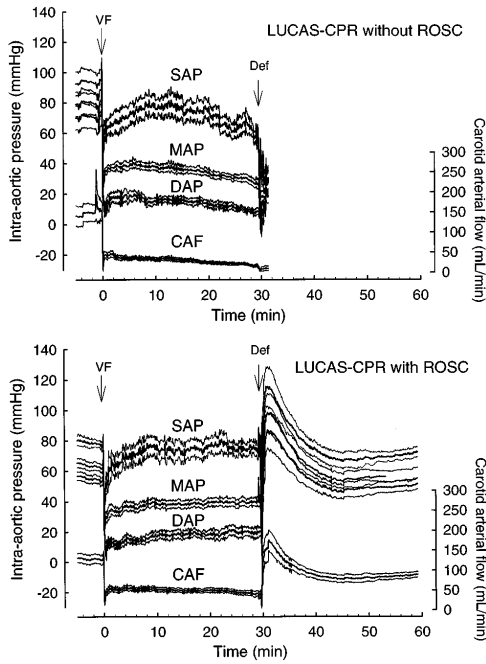 LUCAS-CPR without ROSC
Intra-aortic pressure (mmHg)
140
120
100
80
60
40
20
0
-20
VF
Def
SAP
MAP
DAP
CAF
Carotid arterial flow (mL/min)
300
250
200
150
100
50
0
0 10 20 30 40 50 60
Time (min)
LUCAS-CPR with ROSC
Intra-aortic pressure (mmHg)
140
120
100
80
60
40
20
0
-20
VF
Def
SAP
MAP
DAP
CAF
Carotid arterial flow (mL/min)
300
250
200
150
100
50
0
0 10 20 30 40 50 60
Time (min)